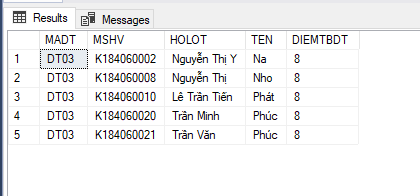 Results Messages
MADT MSHV HOLOT TEN DIEMTBDT
1 DT03 K184060002 Nguyễn Thị Y Na 8
2 DT03 K184060008 Nguyễn Thị Nho 8
3 DT03 K184060010 Lê Trần Tiến Phát 8
4 DT03 K184060020 Trần Minh Phúc 8
5 DT03 K184060021 Trần Văn Phúc 8